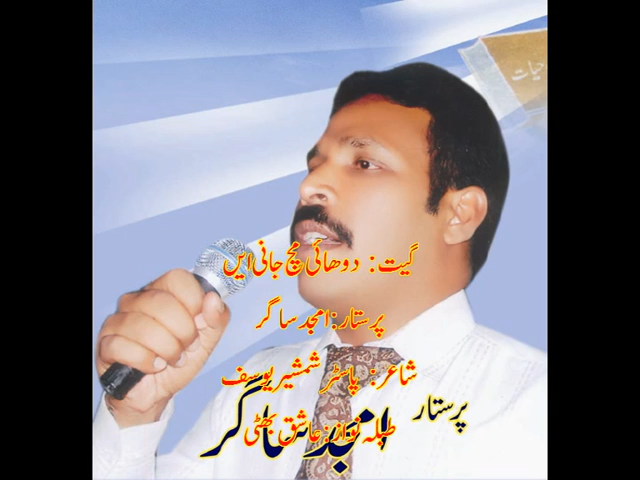 حیات
گیت: دوھائی مچ جانی ایں
پرستار: امجد ساگر
شاعر: پاسٹر شمشیر یوسف
طبلہ نواز: عاشق بھٹی
پرستار
امجد ساگر